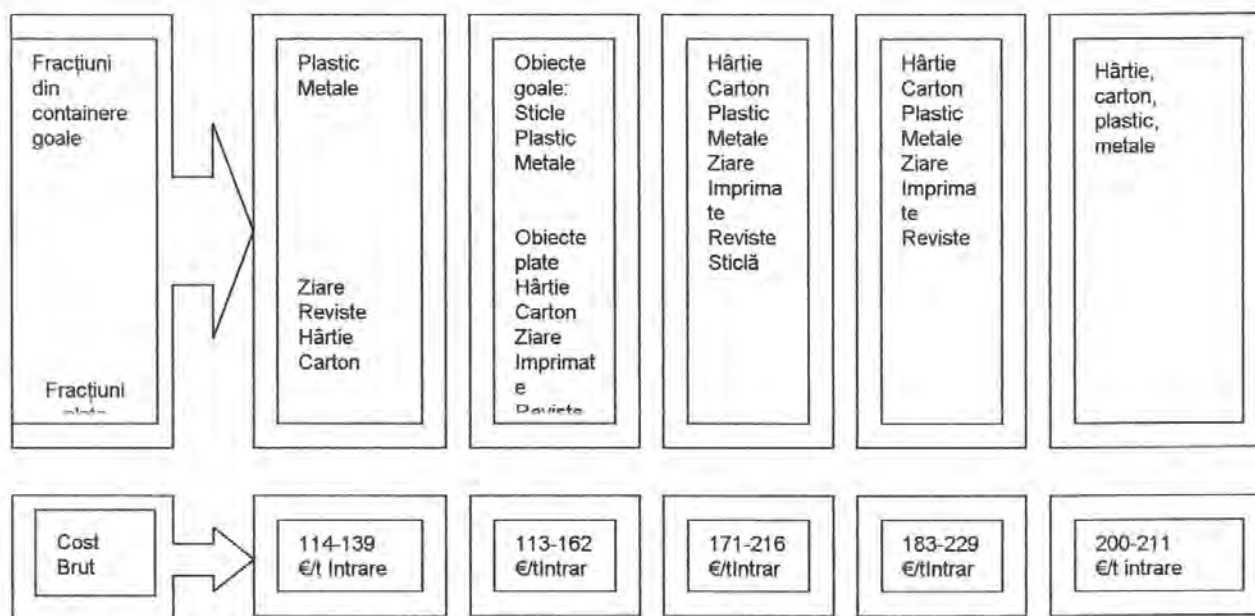 Fracțiuni
din
containere
goale
Fracțiuni
Plastic
Metale
Ziare
Reviste
Hârtie
Carton
Obiecte
goale:
Sticle
Plastic
Metale
Obiecte
plate
Hârtie
Carton
Ziare
Imprimat
e
Reviste
Hârtie
Carton
Plastic
Metale
Ziare
Imprima
te
Reviste
Sticlă
Hârtie
Carton
Plastic
Metale
Ziare
Imprima
te
Reviste
Hârtie,
carton,
plastic,
metale
Cost
Brut
114-139
€/t Intrare
113-162
€/tIntrar
171-216
€/tIntrar
183-229
€/tIntrar
200-211
€/t intrare